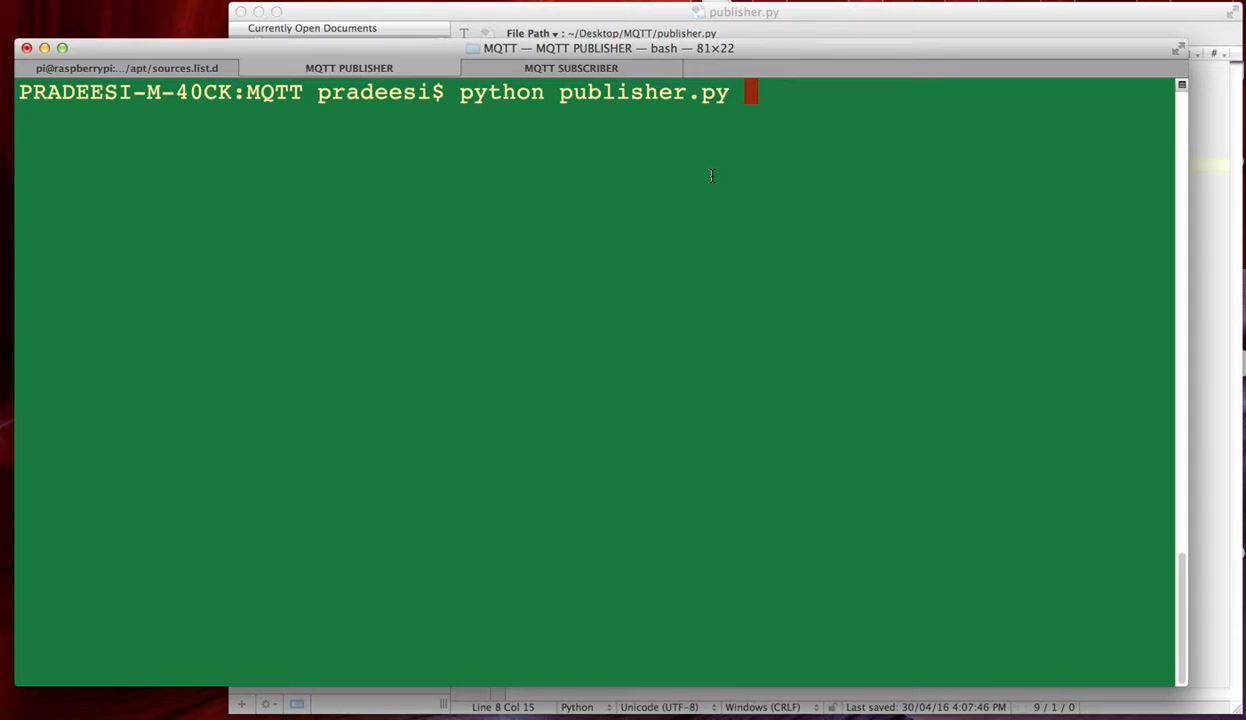 publisher.py
Currently Open Documents
File Path ▾ : ~/Desktop/MQTT/publisher.py
MQTT — MQTT PUBLISHER — bash — 81×22
pi@raspberrypi:.../apt/sources.list.d
MQTT PUBLISHER
MQTT SUBSCRIBER
#
PRADEESI-M-40CK:MQTT pradeesi$ python publisher.py
Line 8 Col 15
Python
Unicode (UTF-8)
Windows (CRLF)
Last saved: 30/04/16 4:07:46 PM
9 / 1 / 0